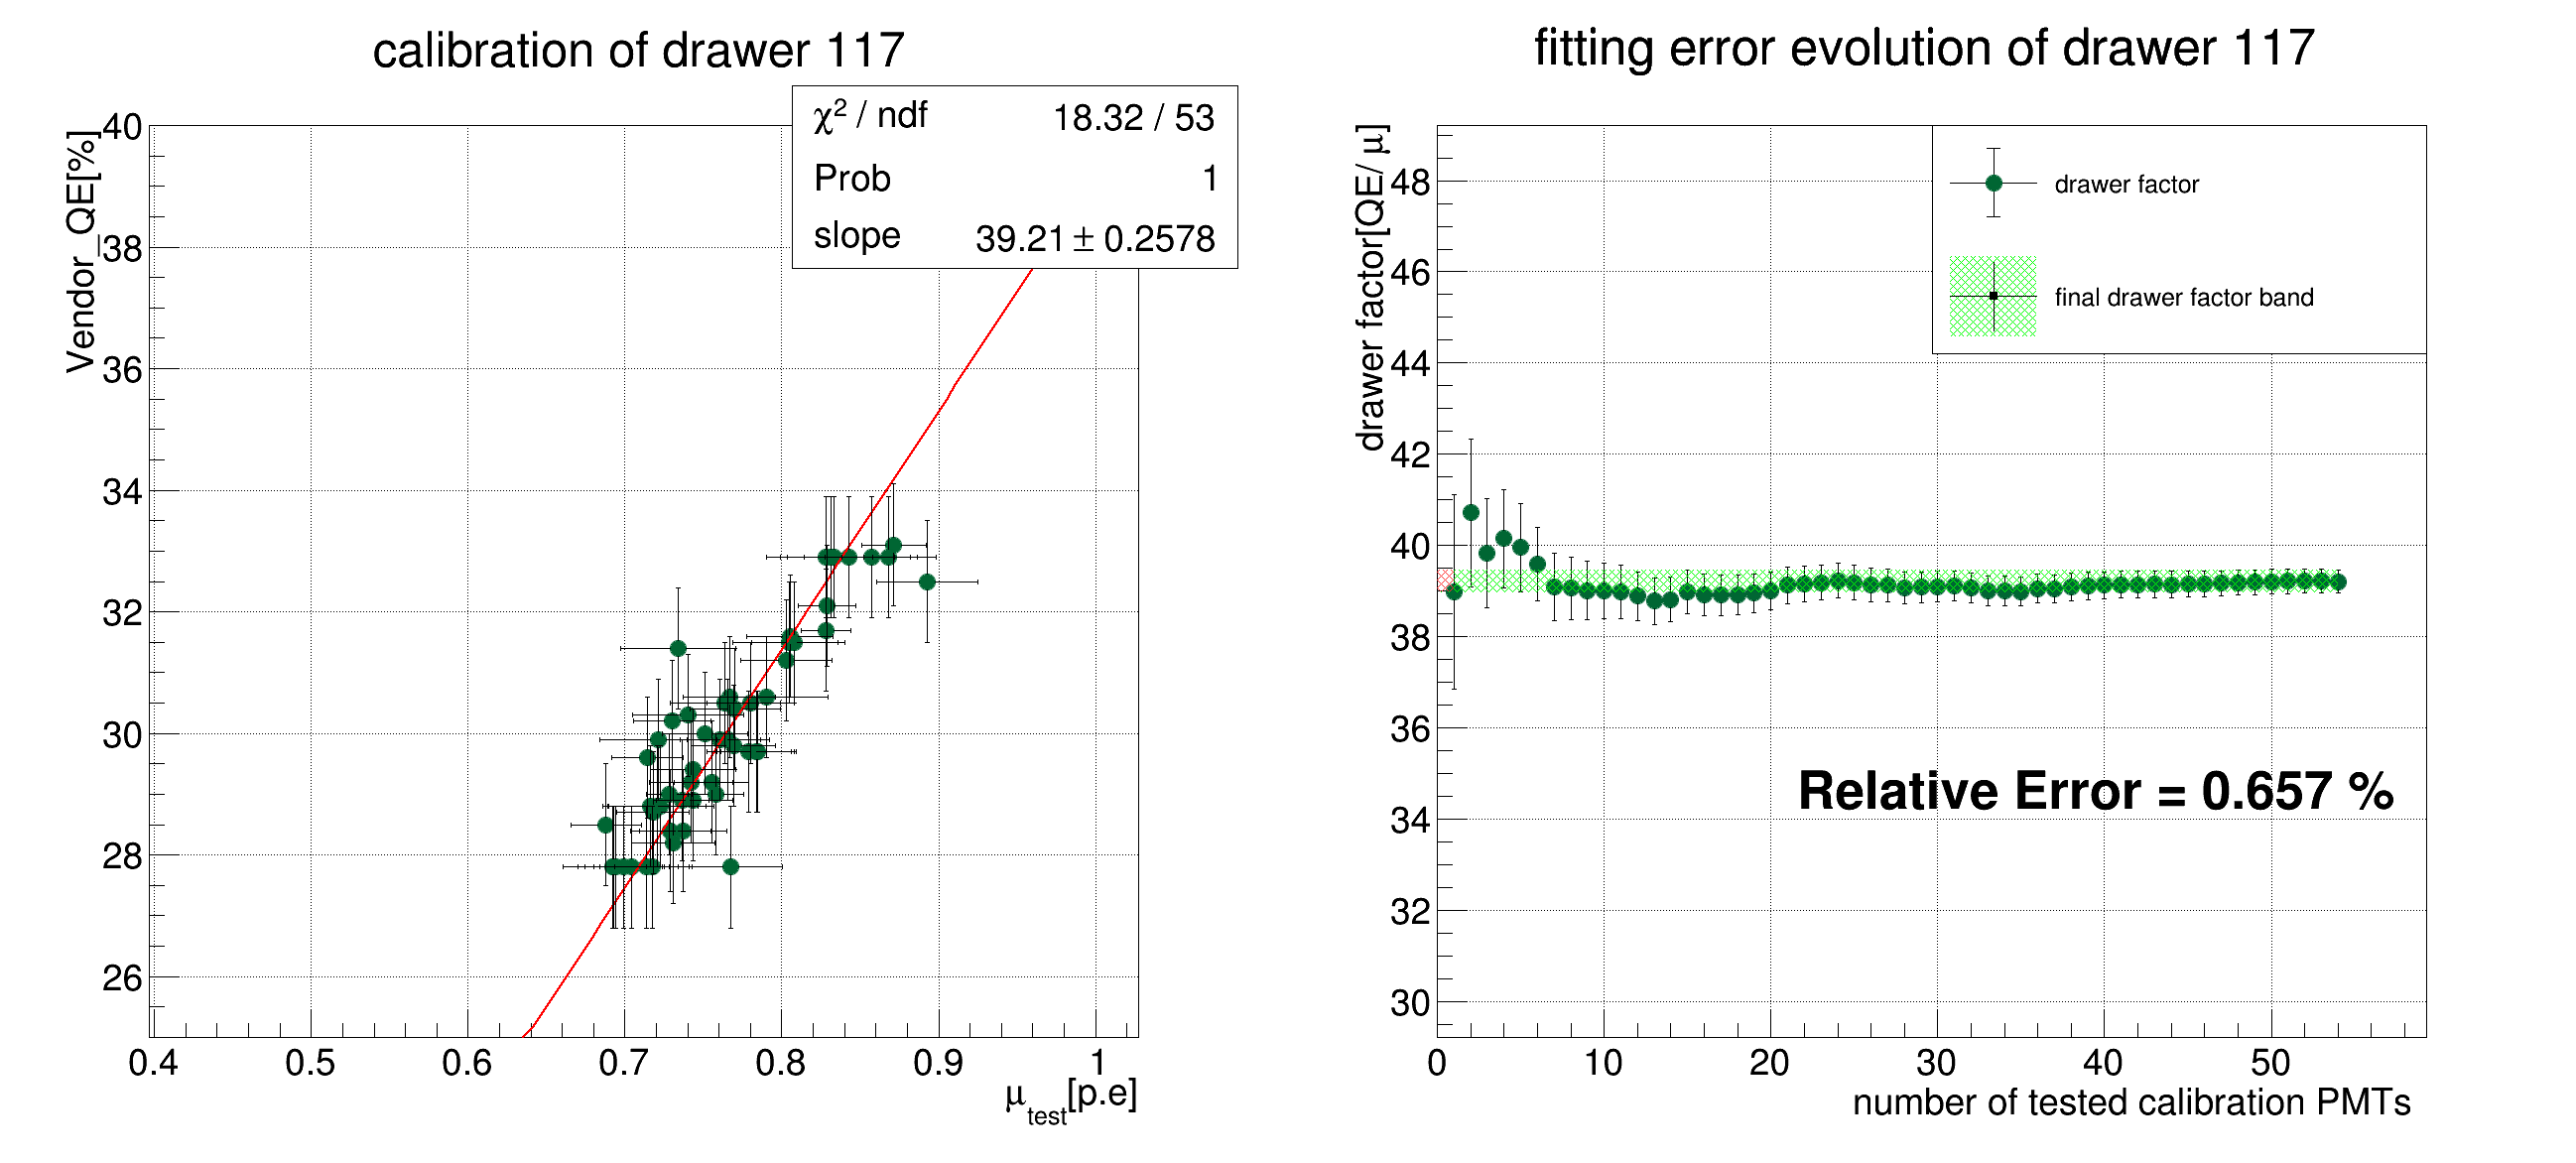 calibration of drawer 117
χ² / ndf 18.32 / 53
Prob 1
slope 39.21 ± 0.2578
Vendor_QE[%]
40
38
36
34
32
30
28
26
0.4 0.5 0.6 0.7 0.8 0.9 1
μtest[p.e]
fitting error evolution of drawer 117
drawer factor
final drawer factor band
drawer factor[QE/ μ]
48
46
44
42
40
38
36
34
32
30
Relative Error = 0.657 %
0 10 20 30 40 50
number of tested calibration PMTs